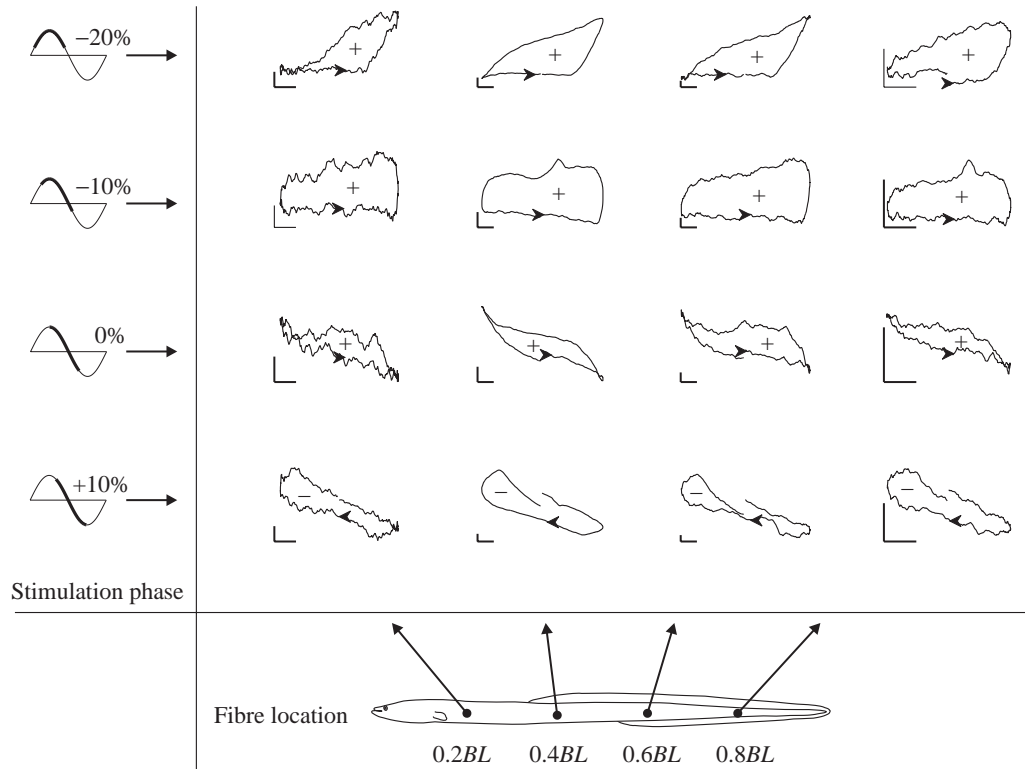 −20%
+ + + +
−10%
+ + + +
0%
+ + + +
+10%
− − − −
Stimulation phase
Fibre location
0.2BL 0.4BL 0.6BL 0.8BL